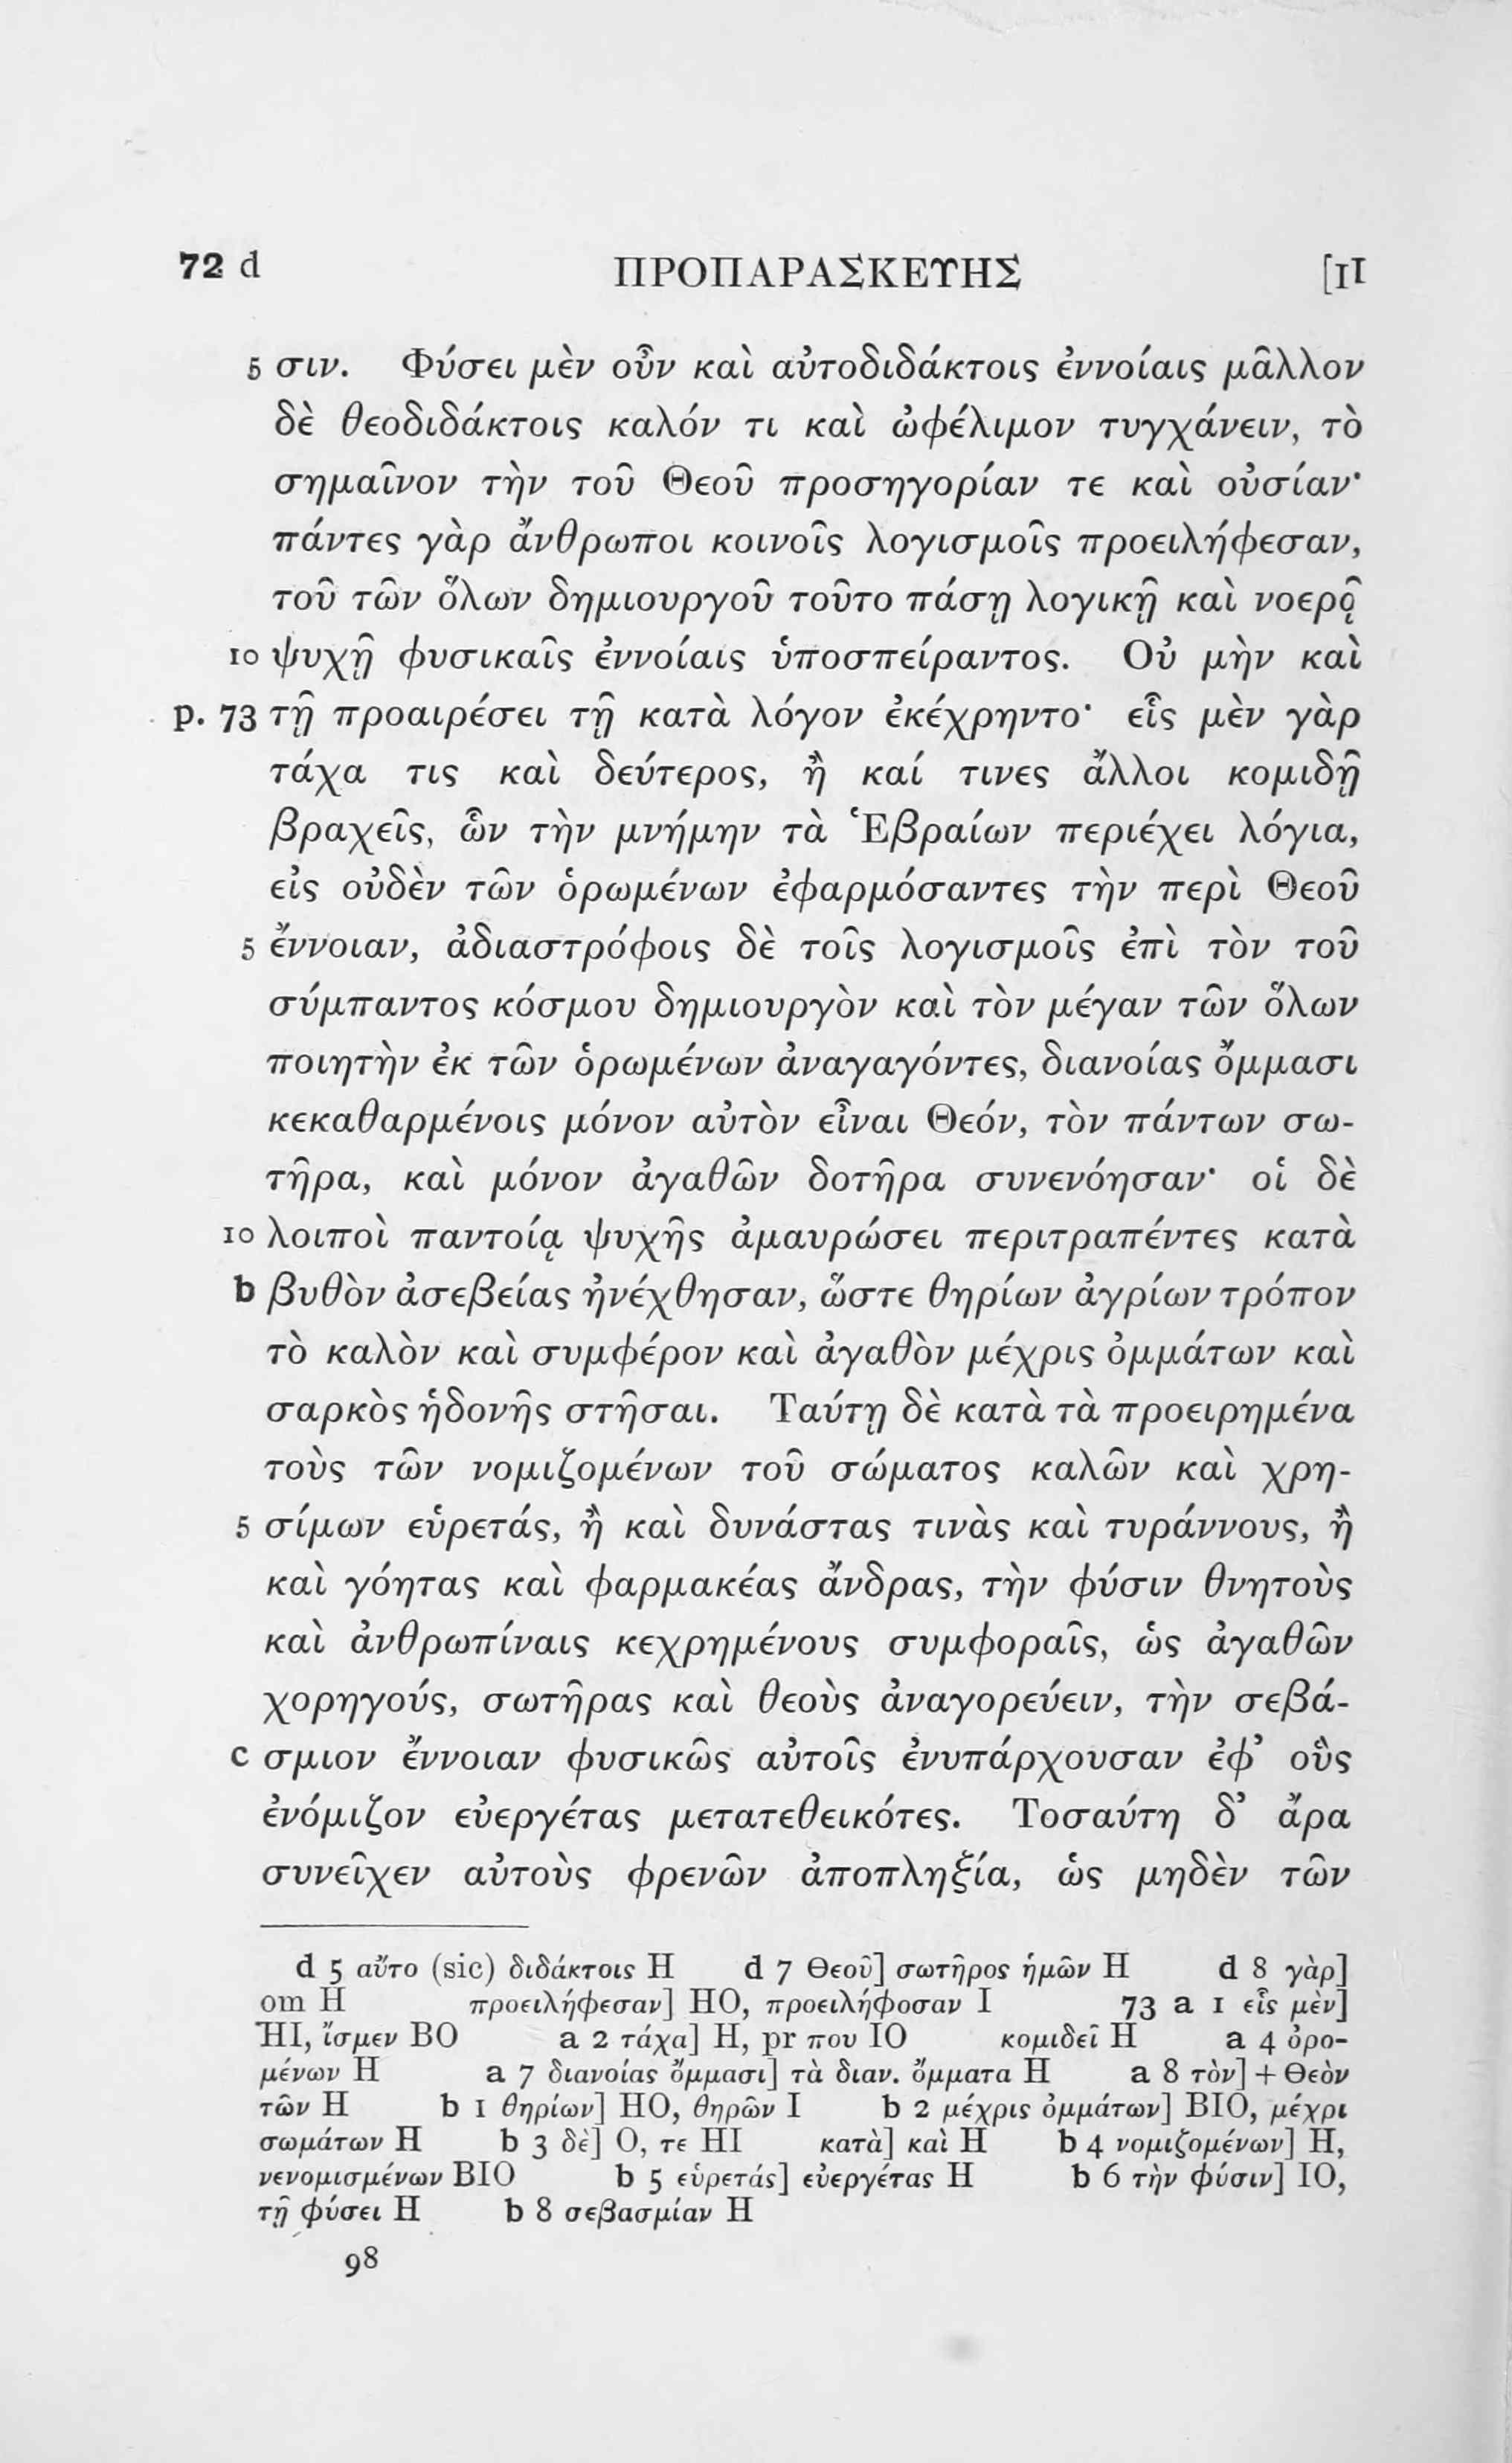 72 d ΠΡΟΠΑΡΑΣΚΕΥΗΣ [II
5 σιν. Φύσει μὲν οὖν καὶ αὐτοδιδάκτοις ἐννοίαις μᾶλλον
δὲ θεοδιδάκτοις καλόν τι καὶ ὠφέλιμον τυγχάνειν, τὸ
σημαῖνον τὴν τοῦ Θεοῦ προσηγορίαν τε καὶ οὐσίαν·
πάντες γὰρ ἄνθρωποι κοινοῖς λογισμοῖς προειλήφεσαν,
τοῦ τῶν ὅλων δημιουργοῦ τοῦτο πάσῃ λογικῇ καὶ νοερᾷ
10 ψυχῇ φυσικαῖς ἐννοίαις ὑποσπείραντος. Οὐ μὴν καὶ
p. 73 τῇ προαιρέσει τῇ κατὰ λόγον ἐκέχρηντο· εἷς μὲν γὰρ
τάχα τις καὶ δεύτερος, ἢ καί τινες ἄλλοι κομιδῇ
βραχεῖς, ὧν τὴν μνήμην τὰ Ἑβραίων περιέχει λόγια,
εἰς οὐδὲν τῶν ὁρωμένων ἐφαρμόσαντες τὴν περὶ Θεοῦ
5 ἔννοιαν, ἀδιαστρόφοις δὲ τοῖς λογισμοῖς ἐπὶ τὸν τοῦ
σύμπαντος κόσμου δημιουργὸν καὶ τὸν μέγαν τῶν ὅλων
ποιητὴν ἐκ τῶν ὁρωμένων ἀναγαγόντες, διανοίας ὄμμασι
κεκαθαρμένοις μόνον αὐτὸν εἶναι Θεόν, τὸν πάντων σω-
τῆρα, καὶ μόνον ἀγαθῶν δοτῆρα συνενόησαν· οἱ δὲ
10 λοιποὶ παντοίᾳ ψυχῆς ἀμαυρώσει περιτραπέντες κατὰ
b βυθὸν ἀσεβείας ἠνέχθησαν, ὥστε θηρίων ἀγρίων τρόπον
τὸ καλὸν καὶ συμφέρον καὶ ἀγαθὸν μέχρις ὀμμάτων καὶ
σαρκὸς ἡδονῆς στῆσαι. Ταύτῃ δὲ κατὰ τὰ προειρημένα
τοὺς τῶν νομιζομένων τοῦ σώματος καλῶν καὶ χρη-
5 σίμων εὑρετάς, ἢ καὶ δυνάστας τινὰς καὶ τυράννους, ἢ
καὶ γόητας καὶ φαρμακέας ἄνδρας, τὴν φύσιν θνητοὺς
καὶ ἀνθρωπίναις κεχρημένους συμφοραῖς, ὡς ἀγαθῶν
χορηγούς, σωτῆρας καὶ θεοὺς ἀναγορεύειν, τὴν σεβά-
c σμιον ἔννοιαν φυσικῶς αὐτοῖς ἐνυπάρχουσαν ἐφ’ οὓς
ἐνόμιζον εὐεργέτας μετατεθεικότες. Τοσαύτη δ’ ἄρα
συνεῖχεν αὐτοὺς φρενῶν ἀποπληξία, ὡς μηδὲν τῶν
d 5 αὔτο (sic) διδάκτοις H d 7 Θεοῦ] σωτῆρος ἡμῶν H d 8 γὰρ]
om H προειλήφεσαν] HO, προειλήφοσαν I 73 a 1 εἷς μὲν]
HI, ἴσμεν BO a 2 τάχα] H, pr που IO κομιδεῖ H a 4 ὁρο-
μένων H a 7 διανοίας ὄμμασι] τὰ διαν. ὄμματα H a 8 τὸν] + Θεὸν
τῶν H b 1 θηρίων] HO, θηρῶν I b 2 μέχρις ὀμμάτων] BIO, μέχρι
σωμάτων H b 3 δὲ] O, τε HI κατὰ] καὶ H b 4 νομιζομένων] H,
νενομισμένων BIO b 5 εὑρετάς] εὐεργέτας H b 6 τὴν φύσιν] IO,
τῇ φύσει H b 8 σεβασμίαν H
98